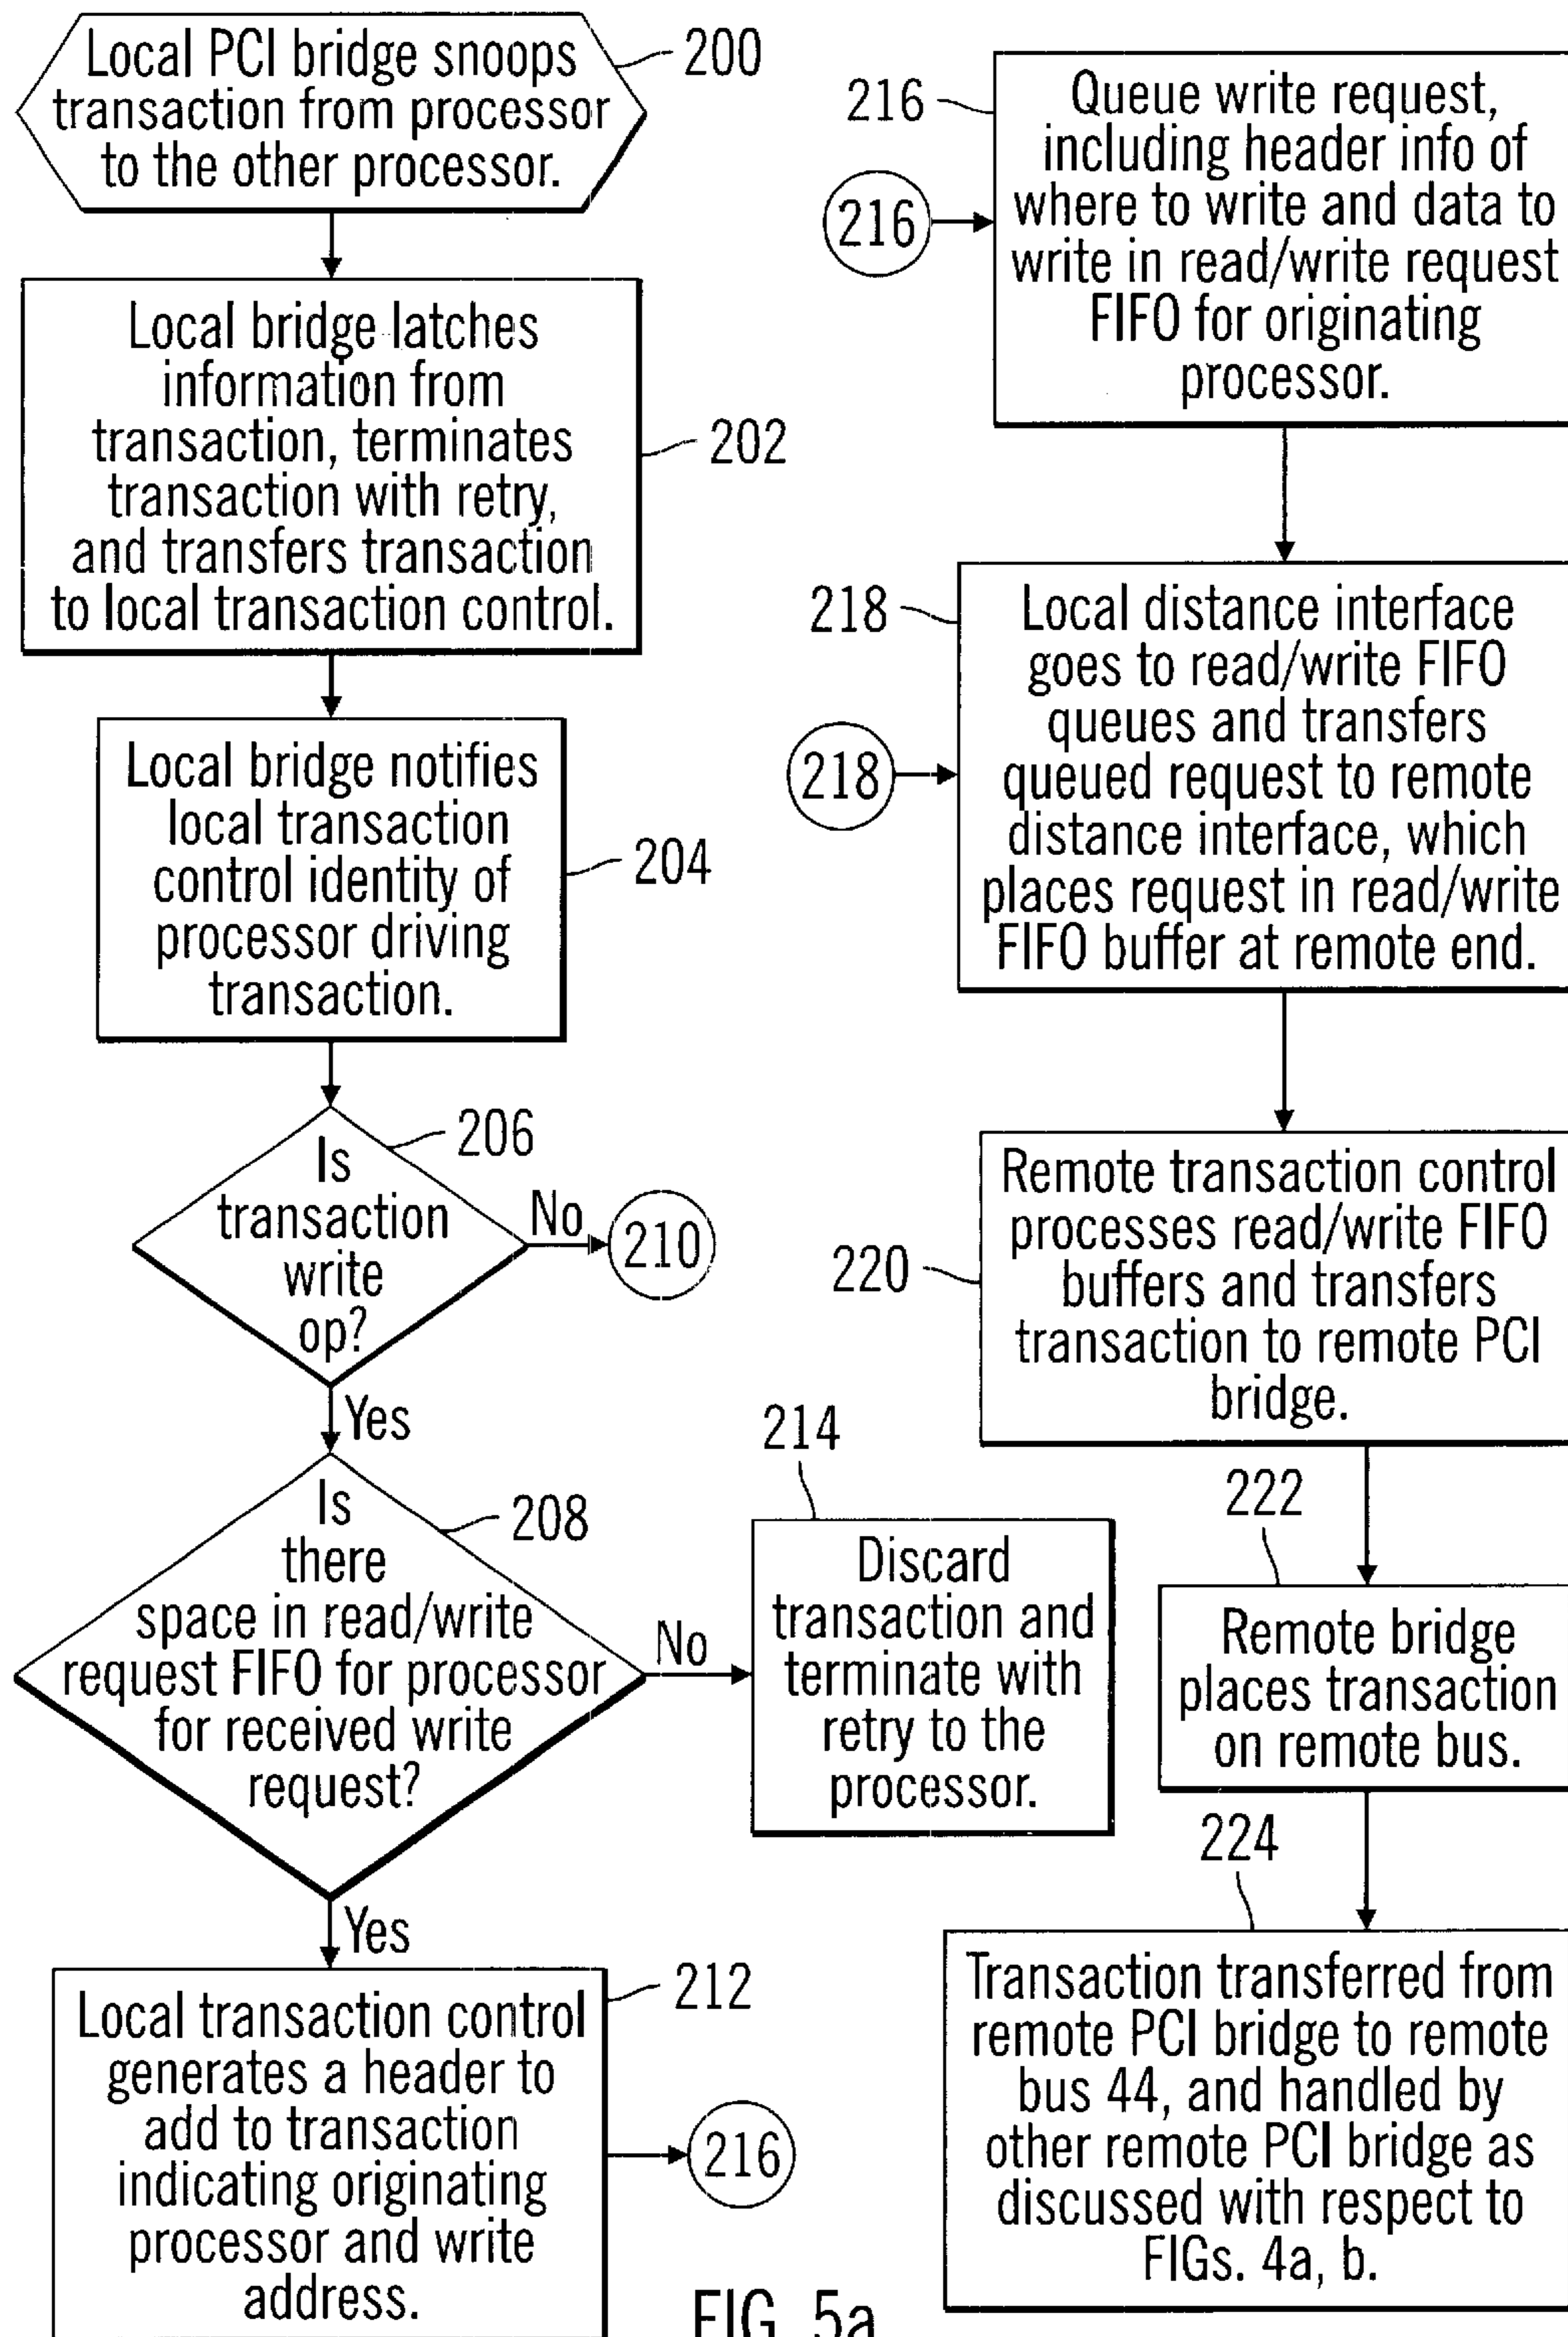 Local PCI bridge snoops
transaction from processor
to the other processor.
200
Local bridge latches
information from
transaction, terminates
transaction with retry,
and transfers transaction
to local transaction control.
202
Local bridge notifies
local transaction
control identity of
processor driving
transaction.
204
Is
transaction
write
op?
206
No
210
Yes
Is
there
space in read/write
request FIFO for processor
for received write
request?
208
No
214
Discard
transaction and
terminate with
retry to the
processor.
Yes
Local transaction control
generates a header to
add to transaction
indicating originating
processor and write
address.
212
216
216
216
Queue write request,
including header info of
where to write and data to
write in read/write request
FIFO for originating
processor.
218
218
Local distance interface
goes to read/write FIFO
queues and transfers
queued request to remote
distance interface, which
places request in read/write
FIFO buffer at remote end.
220
Remote transaction control
processes read/write FIFO
buffers and transfers
transaction to remote PCI
bridge.
222
Remote bridge
places transaction
on remote bus.
224
Transaction transferred from
remote PCI bridge to remote
bus 44, and handled by
other remote PCI bridge as
discussed with respect to
FIGs. 4a, b.
FIG. 5a